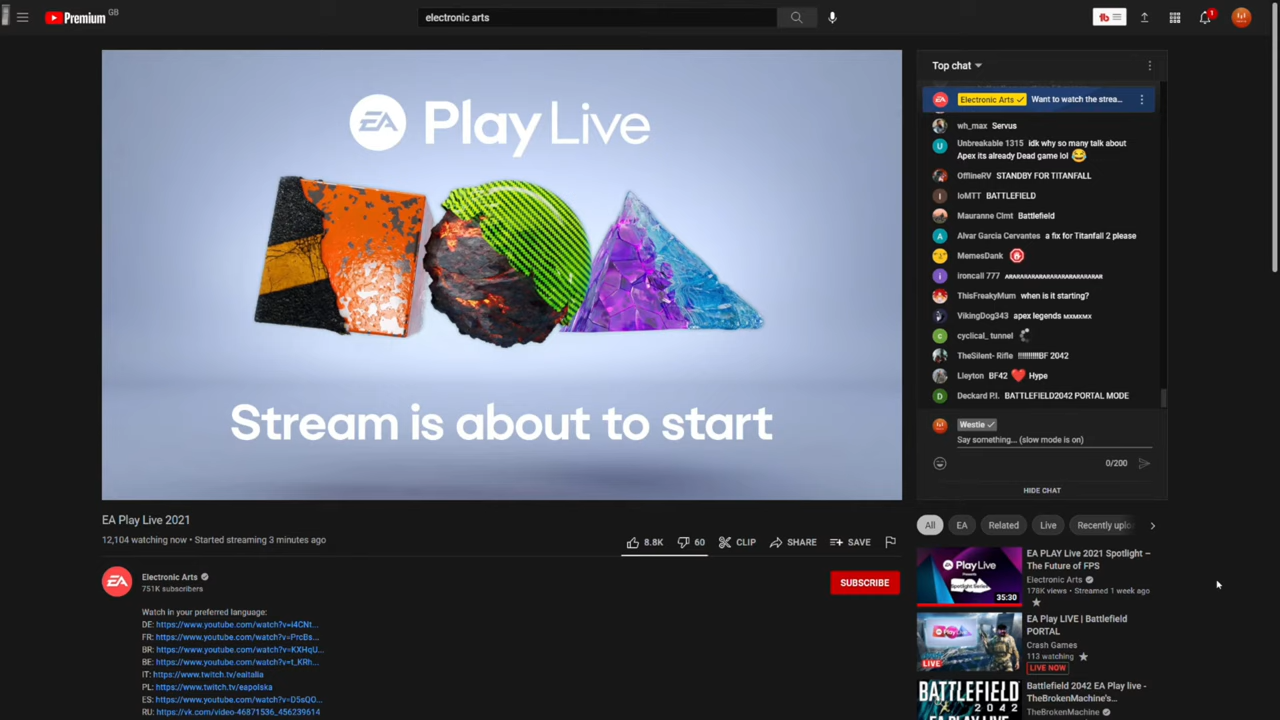 Premium GB
electronic arts
1
EA Play Live
Stream is about to start
EA Play Live 2021
12,104 watching now • Started streaming 3 minutes ago
8.8K
60
CLIP
SHARE
SAVE
EA
Electronic Arts
751K subscribers
SUBSCRIBE
Watch in your preferred language:
DE: https://www.youtube.com/watch?v=i4CNt...
FR: https://www.youtube.com/watch?v=PrcBs...
BR: https://www.youtube.com/watch?v=KXHqU...
BE: https://www.youtube.com/watch?v=t_KRh...
IT: https://www.twitch.tv/eaitalia
PL: https://www.twitch.tv/eapolska
ES: https://www.youtube.com/watch?v=D5sQO...
RU: https://vk.com/video-46871536_456239614
Top chat
Electronic Arts Want to watch the strea...
wh_max Servus
Unbreakable 1315 idk why so many talk about
Apex its already Dead game lol
OfflineRV STANDBY FOR TITANFALL
IoMTT BATTLEFIELD
Mauranne Clmt Battlefield
Alvar Garcia Cervantes a fix for Titanfall 2 please
MemesDank
ironcall 777
ThisFreakyMum when is it starting?
VikingDog343 apex legends
cyclical_ tunnel
TheSilent- Rifle !!!!!!!!!!BF 2042
Lleyton BF42 ❤ Hype
Deckard P.I. BATTLEFIELD2042 PORTAL MODE
Westie
Say something... (slow mode is on)
0/200
HIDE CHAT
All
EA
Related
Live
Recently uplo
EA PLAY Live 2021 Spotlight –
The Future of FPS
Electronic Arts
178K views • Streamed 1 week ago
35:30
EA Play LIVE | Battlefield
PORTAL
Crash Games
113 watching
LIVE NOW
LIVE
Battlefield 2042 EA Play live -
TheBrokenMachine's...
TheBrokenMachine
BATTLEFIELD
2042